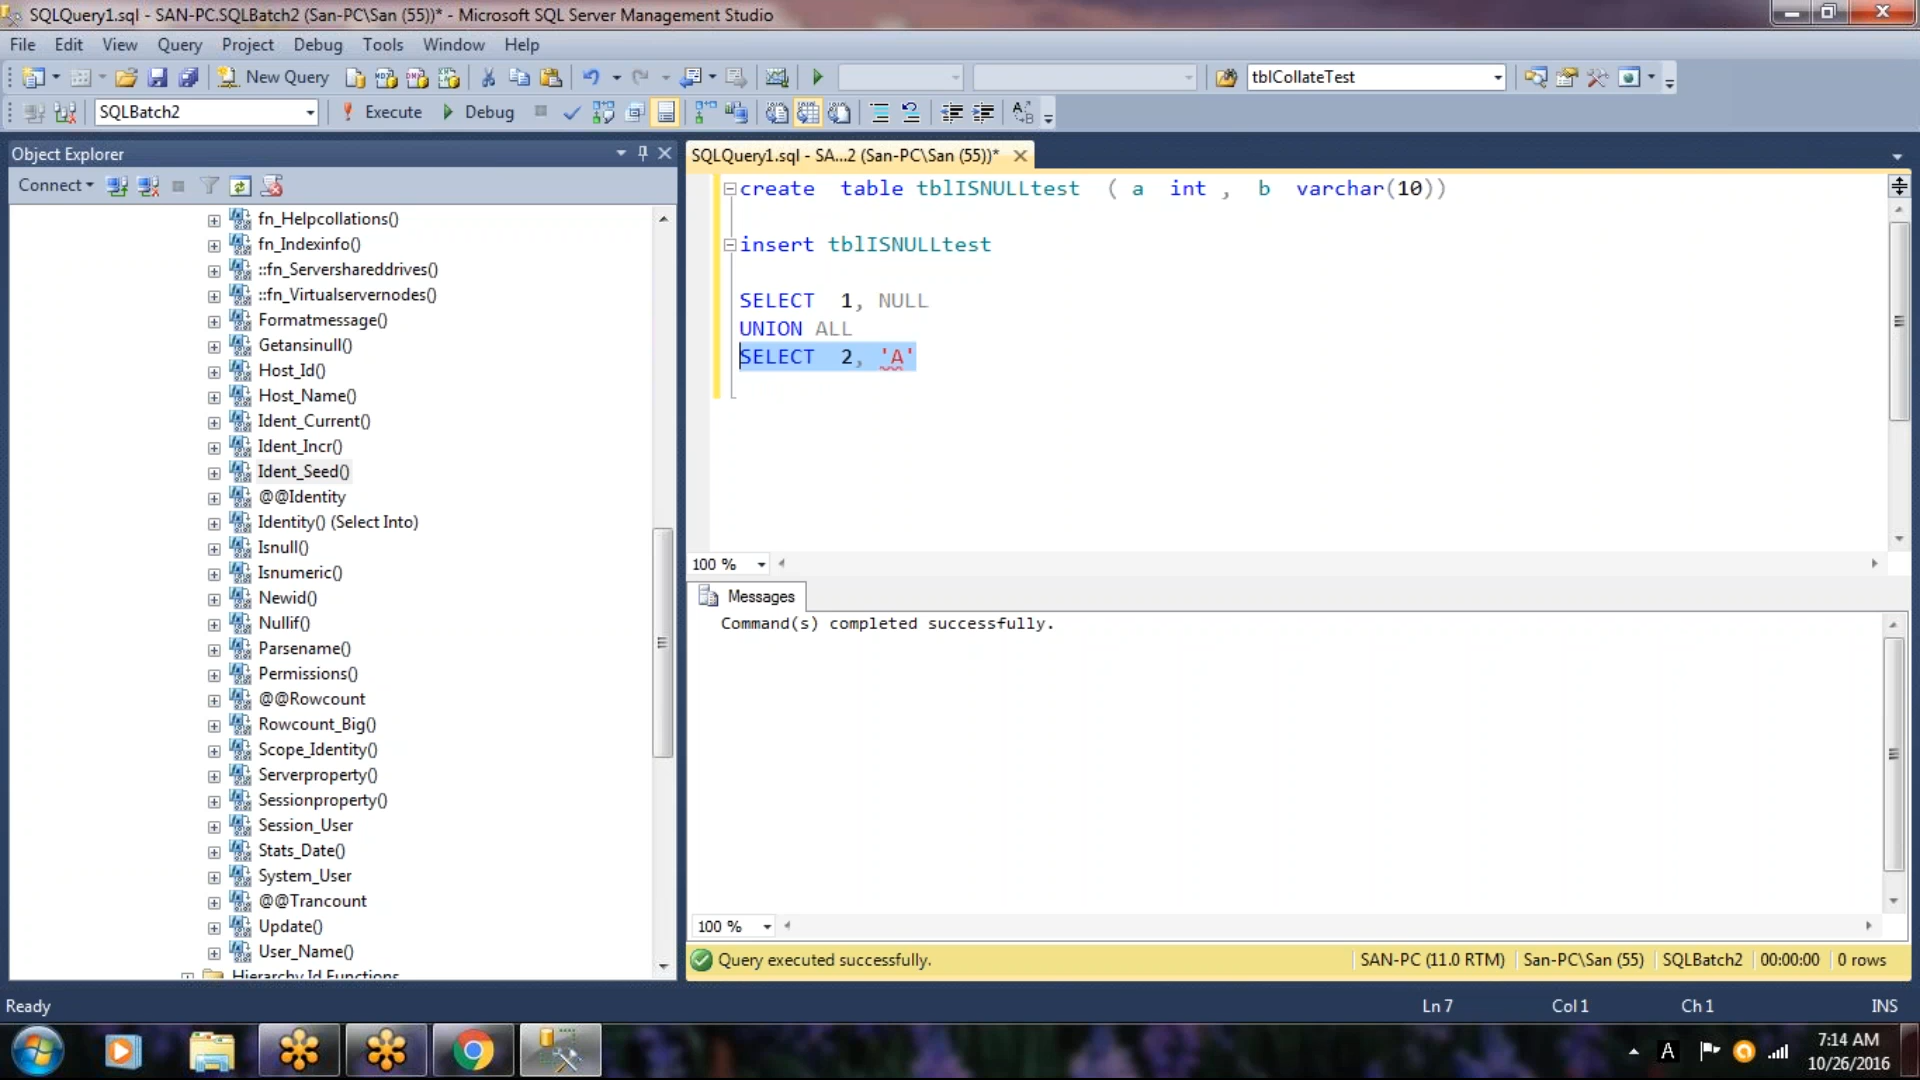 SQLQuery1.sql - SAN-PC.SQLBatch2 (San-PC\San (55))* - Microsoft SQL Server Management Studio
File Edit View Query Project Debug Tools Window Help
New Query tblCollateTest
SQLBatch2 Execute Debug
Object Explorer
Connect
fn_Helpcollations()
fn_Indexinfo()
::fn_Servershareddrives()
::fn_Virtualservernodes()
Formatmessage()
Getansinull()
Host_Id()
Host_Name()
Ident_Current()
Ident_Incr()
Ident_Seed()
@@Identity
Identity() (Select Into)
Isnull()
Isnumeric()
Newid()
Nullif()
Parsename()
Permissions()
@@Rowcount
Rowcount_Big()
Scope_Identity()
Serverproperty()
Sessionproperty()
Session_User
Stats_Date()
System_User
@@Trancount
Update()
User_Name()
Hierarchy Id Functions
SQLQuery1.sql - SA...2 (San-PC\San (55))*
create table tblISNULLtest ( a int , b varchar(10))
insert tblISNULLtest
SELECT 1, NULL
UNION ALL
SELECT 2, 'A'
100 %
Messages
Command(s) completed successfully.
100 %
Query executed successfully. SAN-PC (11.0 RTM) San-PC\San (55) SQLBatch2 00:00:00 0 rows
Ready Ln 7 Col 1 Ch 1 INS
A 7:14 AM
10/26/2016